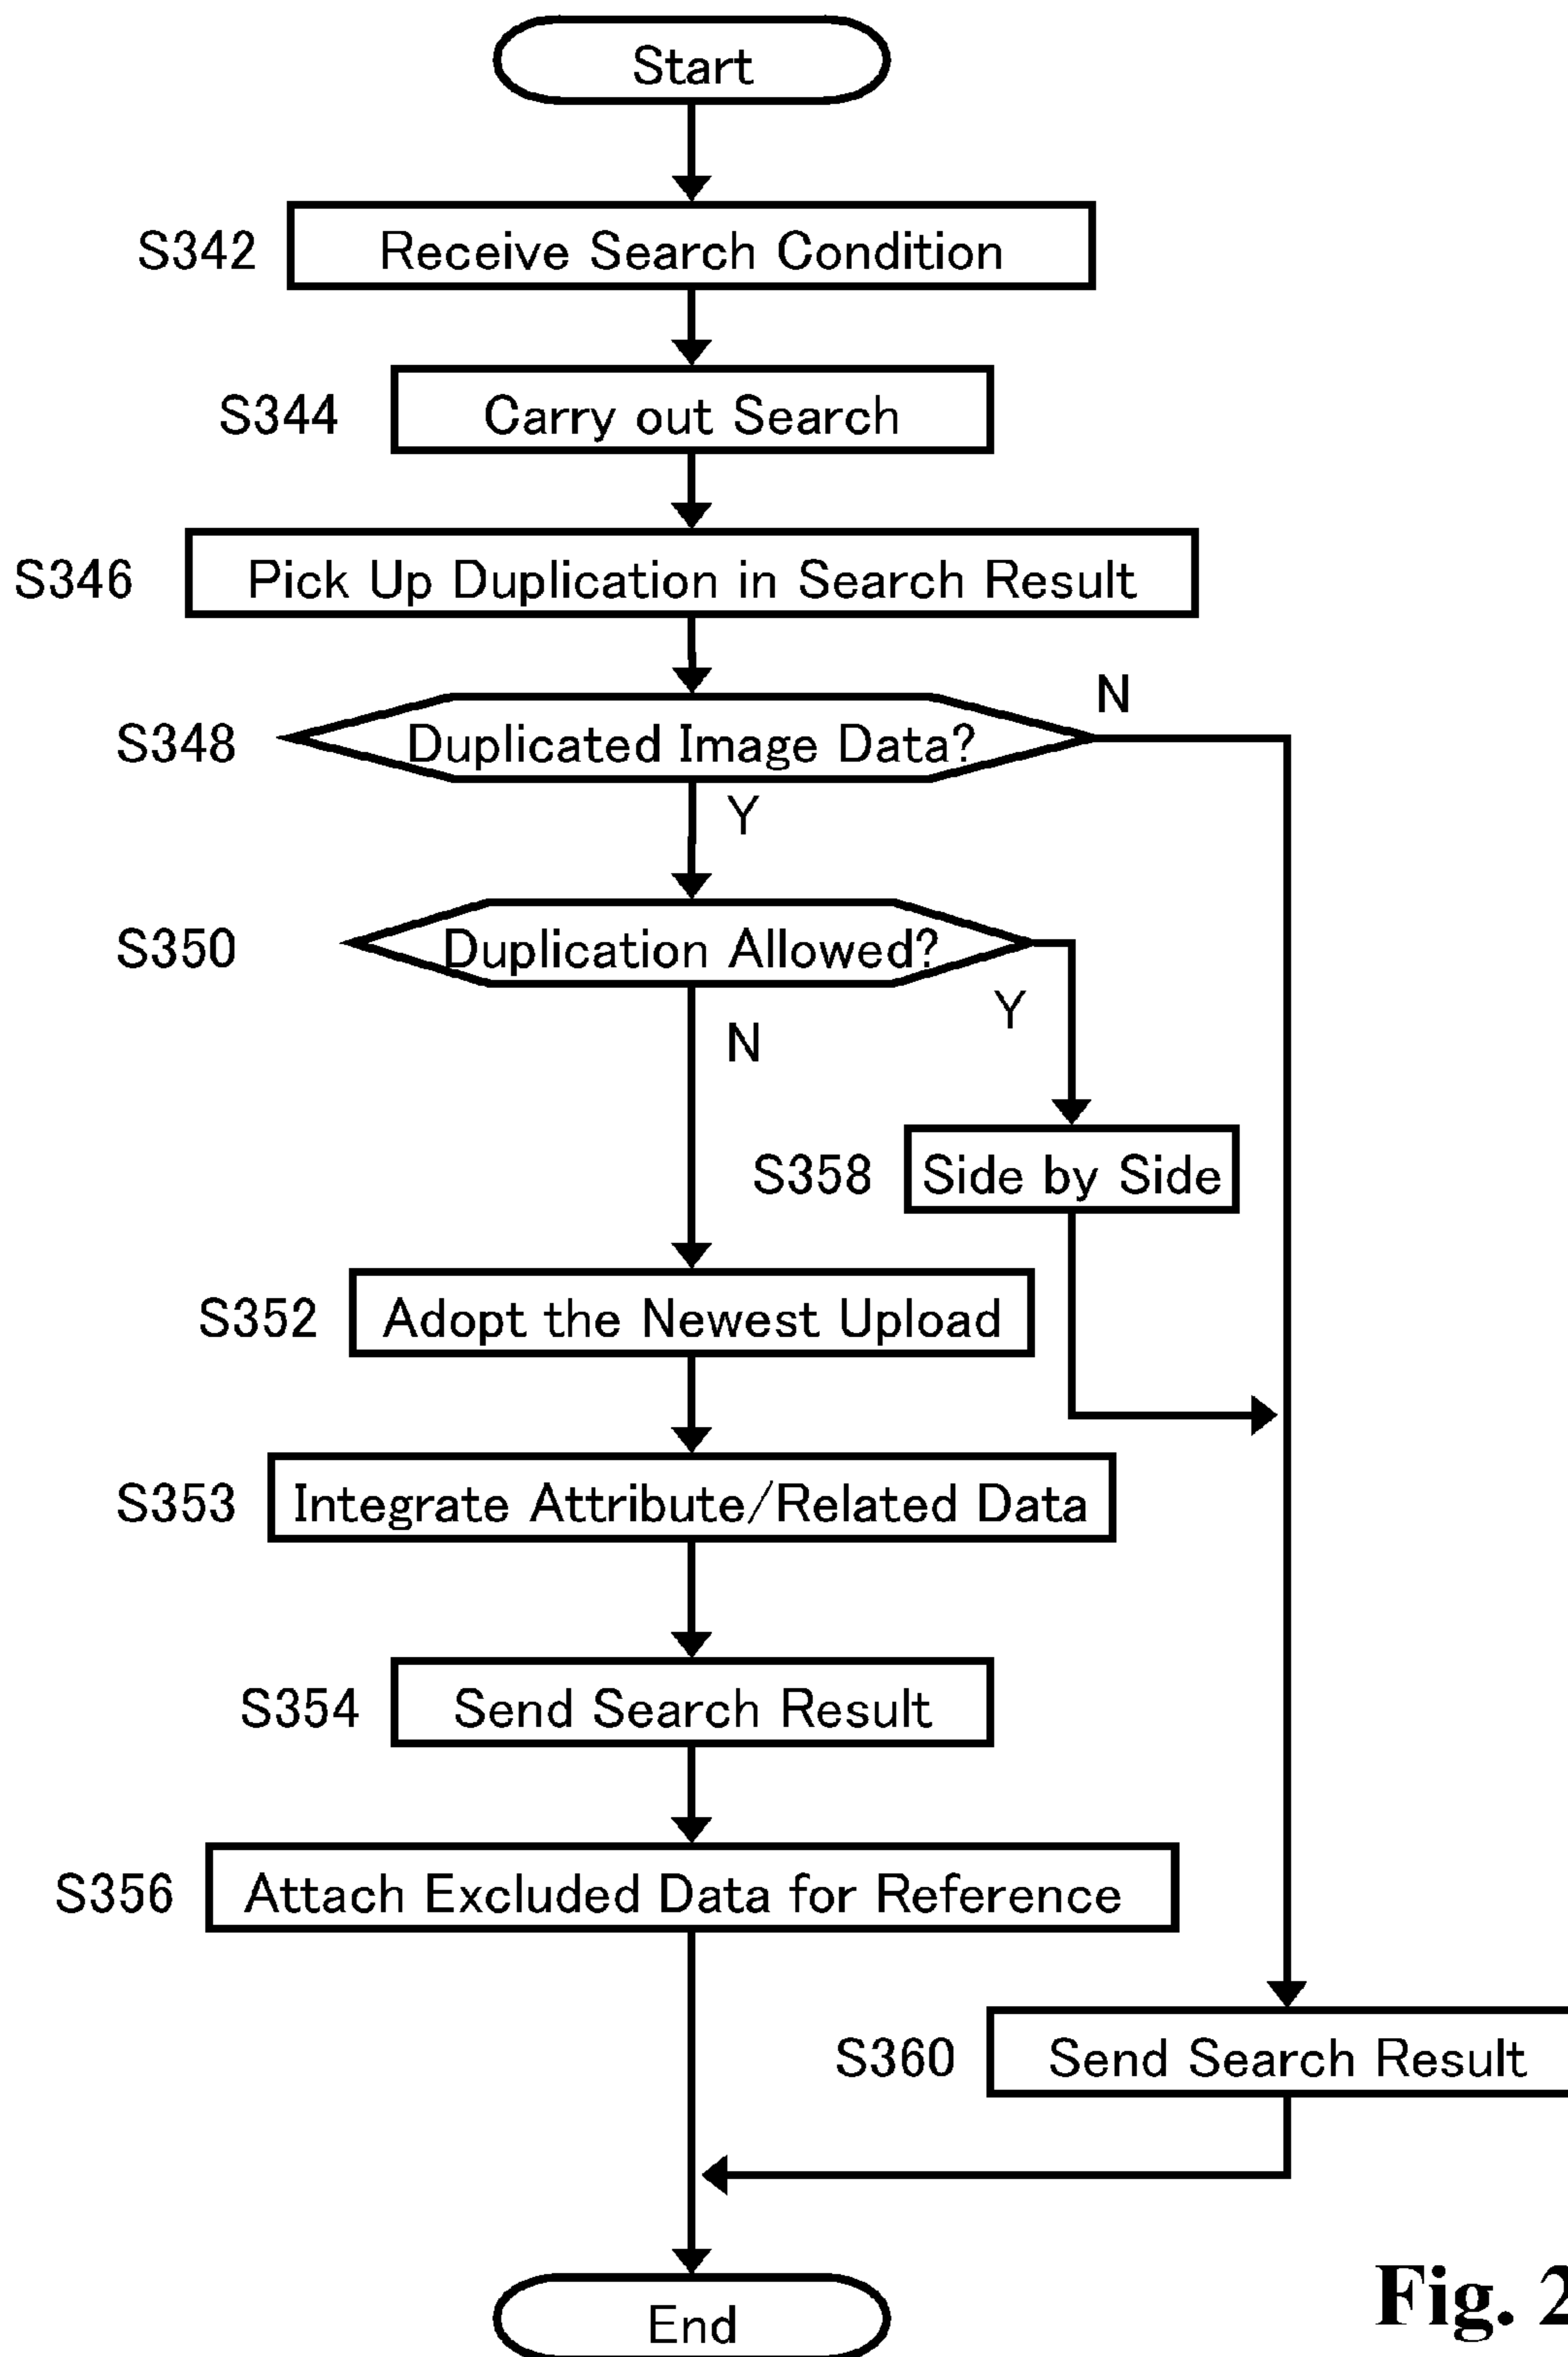 Start
S342 Receive Search Condition
S344 Carry out Search
S346 Pick Up Duplication in Search Result
S348 Duplicated Image Data?
N
Y
S350 Duplication Allowed?
Y
N
S358 Side by Side
S352 Adopt the Newest Upload
S353 Integrate Attribute/Related Data
S354 Send Search Result
S356 Attach Excluded Data for Reference
S360 Send Search Result
End
Fig. 2